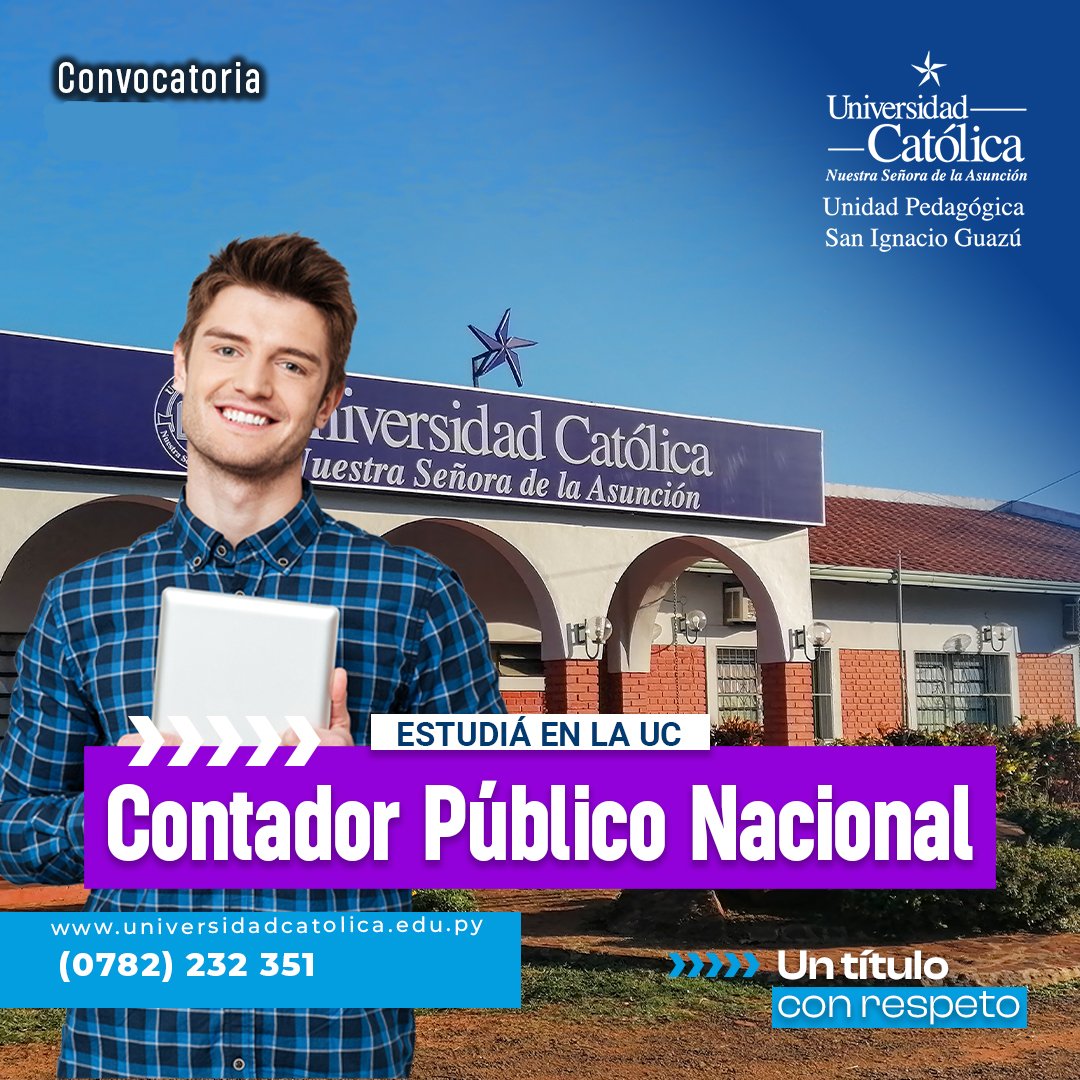 Convocatoria
Universidad
Católica
Nuestra Señora de la Asunción
Unidad Pedagógica
San Ignacio Guazú
niversidad Católica
Nuestra Señora de la Asunción
ESTUDIÁ EN LA UC
Contador Público Nacional
www.universidadcatolica.edu.py
(0782) 232 351
Un título
con respeto